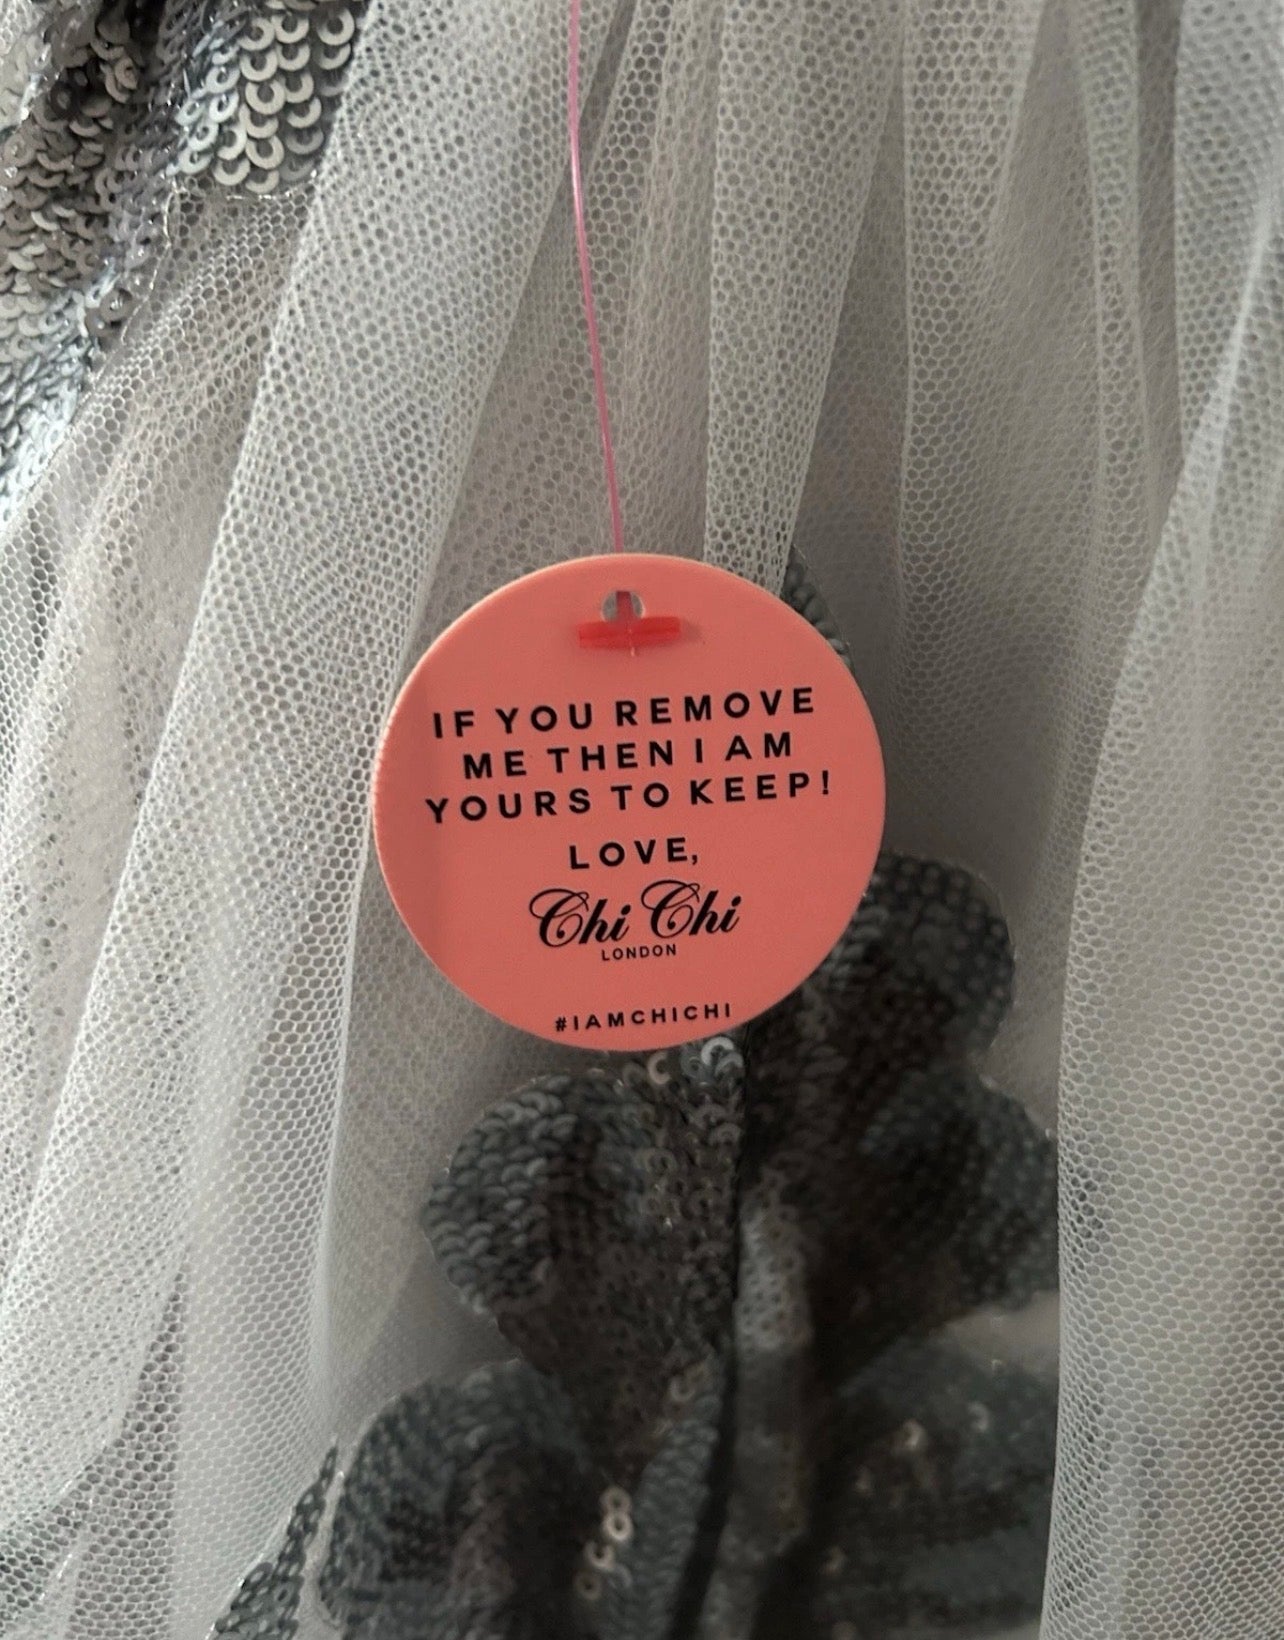 IF YOU REMOVE
ME THEN I AM
YOURS TO KEEP!
LOVE,
Chi Chi
LONDON
#IAMCHICHI